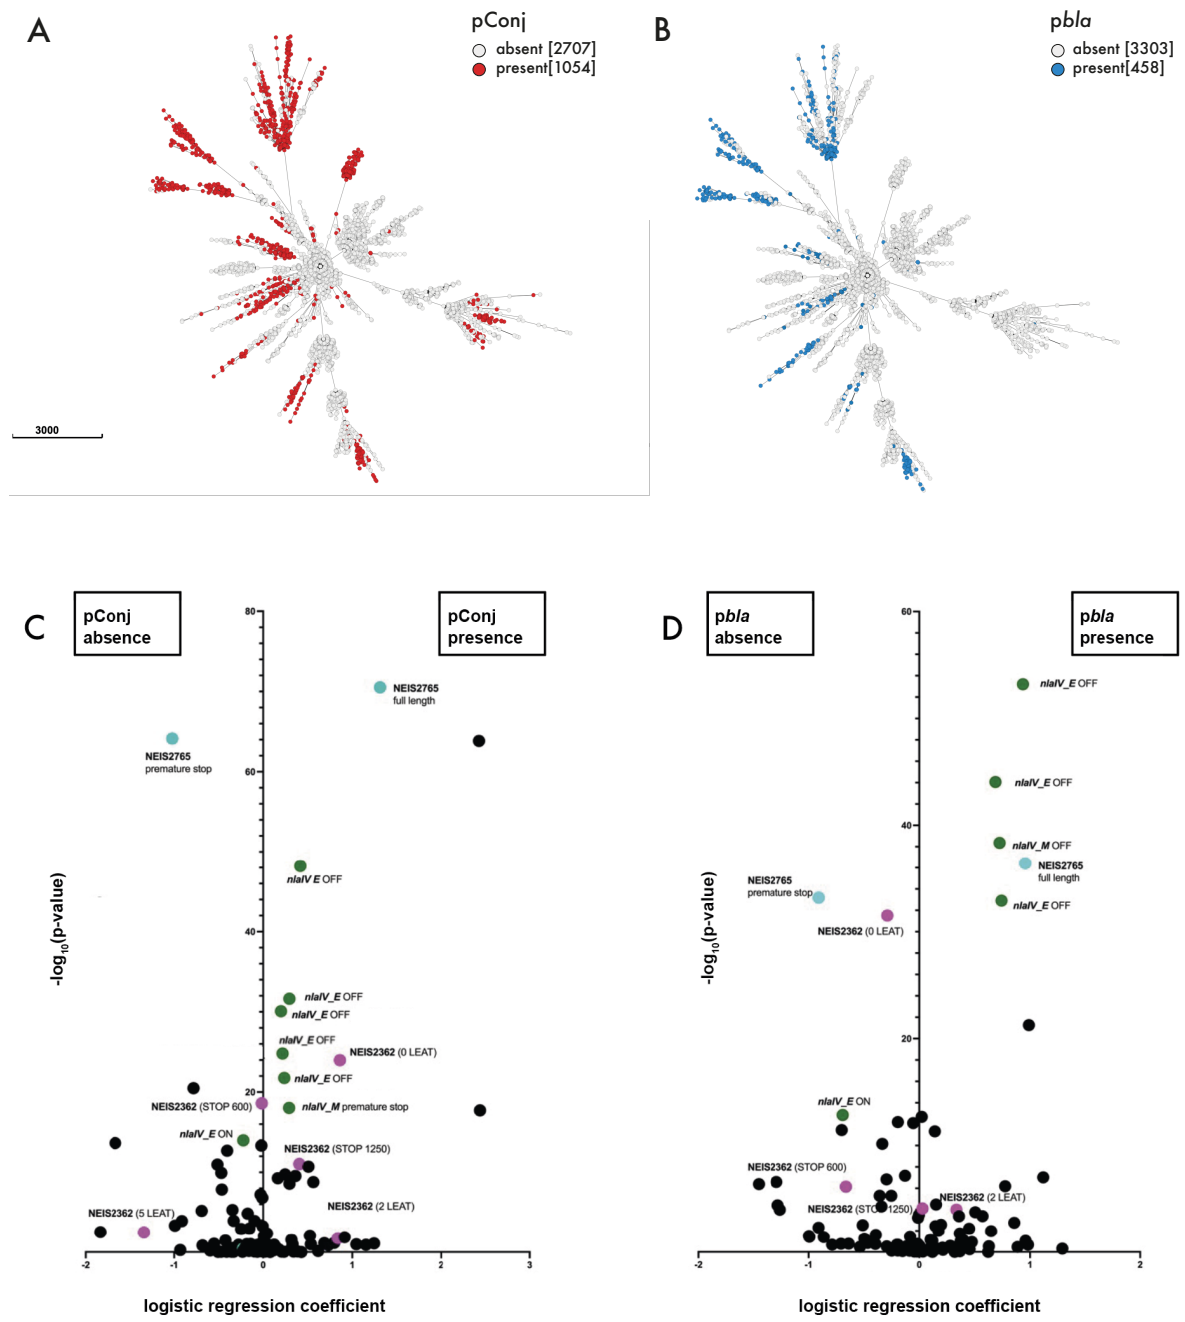 A
pConj
absent [2707]
present[1054]
3000
B
pbla
absent [3303]
present[458]
C
pConj
absence
pConj
presence
80
60
40
20
-log10(p-value)
NEIS2765
full length
NEIS2765
premature stop
nlaIV E OFF
nlaIV_E OFF
nlaIV_E OFF
nlaIV_E OFF
NEIS2362 (0 LEAT)
nlaIV_E OFF
NEIS2362 (STOP 600)
nlaIV_M premature stop
nlaIV_E ON
NEIS2362 (STOP 1250)
NEIS2362 (5 LEAT)
NEIS2362 (2 LEAT)
-2
-1
0
1
2
3
logistic regression coefficient
D
pbla
absence
pbla
presence
60
40
20
-log10(p-value)
nlaIV_E OFF
nlaIV_E OFF
nlaIV_M OFF
NEIS2765
full length
NEIS2765
premature stop
nlaIV_E OFF
NEIS2362 (0 LEAT)
nlaIV_E ON
NEIS2362 (STOP 600)
NEIS2362 (STOP 1250)
NEIS2362 (2 LEAT)
-2
-1
0
1
2
logistic regression coefficient